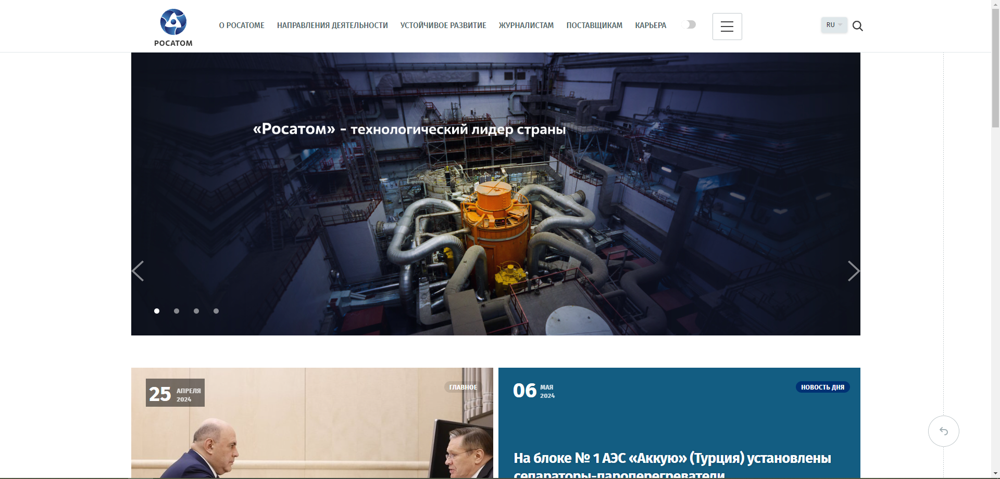 РОСАТОМ
О РОСАТОМЕ
НАПРАВЛЕНИЯ ДЕЯТЕЛЬНОСТИ
УСТОЙЧИВОЕ РАЗВИТИЕ
ЖУРНАЛИСТАМ
ПОСТАВЩИКАМ
КАРЬЕРА
RU
«Росатом» - технологический лидер страны
25
АПРЕЛЯ
2024
ГЛАВНОЕ
06
МАЯ
2024
НОВОСТЬ ДНЯ
На блоке № 1 АЭС «Аккую» (Турция) установлены
сепараторы-пароперегреватели